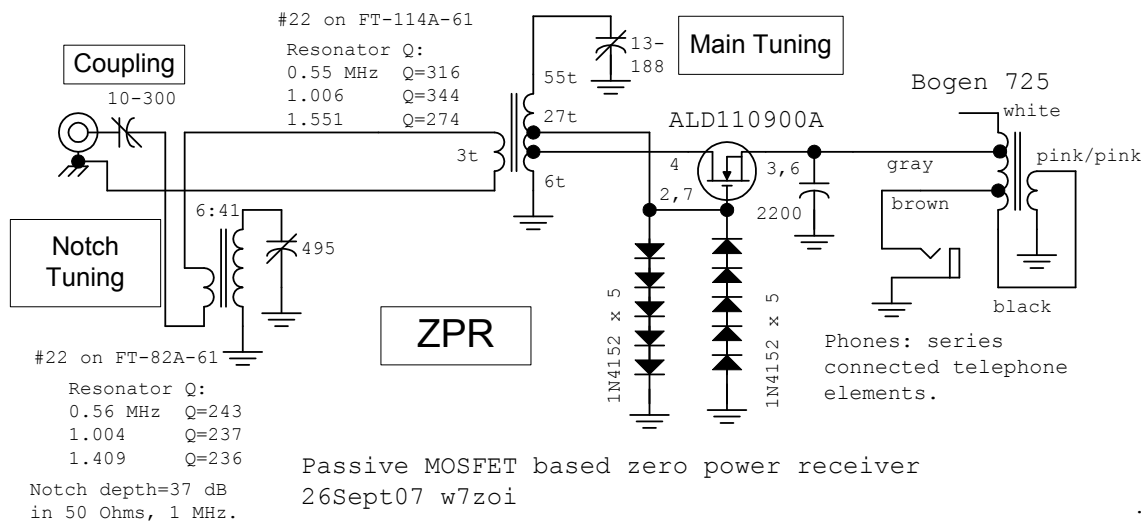 #22 on FT-114A-61
Resonator Q:
0.55 MHz Q=316
1.006 Q=344
1.551 Q=274
Coupling
10-300
13-
188
Main Tuning
55t
27t
3t
6t
ALD110900A
4
3,6
2,7
2200
Bogen 725
white
pink/pink
gray
brown
black
6:41
Notch
Tuning
495
ZPR
1N4152 x 5
1N4152 x 5
Phones: series
connected telephone
elements.
#22 on FT-82A-61
Resonator Q:
0.56 MHz Q=243
1.004 Q=237
1.409 Q=236
Notch depth=37 dB
in 50 Ohms, 1 MHz.
Passive MOSFET based zero power receiver
26Sept07 w7zoi